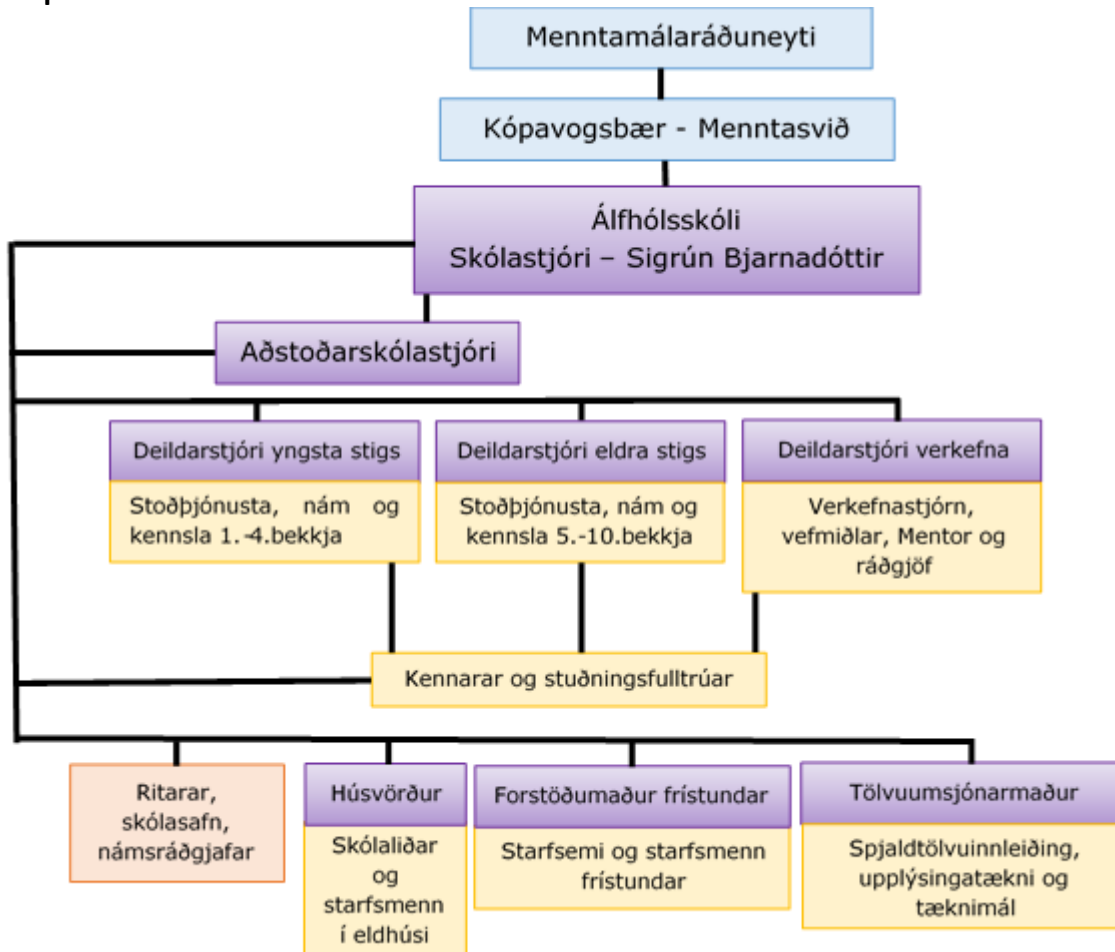 Menntamálaráðuneyti
Kópavogsbær - Menntasvið
Álfhólsskóli
Skólastjóri – Sigrún Bjarnadóttir
Aðstoðarskólastjóri
Deildarstjóri yngsta stigs
Stoðþjónusta, nám og
kennsla 1.-4.bekkja
Deildarstjóri eldra stigs
Stoðþjónusta, nám og
kennsla 5.-10.bekkja
Deildarstjóri verkefna
Verkefnastjórn,
vefmiðlar, Mentor og
ráðgjöf
Kennarar og stuðningsfulltrúar
Ritarar,
skólasafn,
námsráðgjafar
Húsvörður
Skólaliðar
og
starfsmenn
í eldhúsi
Forstöðumaður frístundar
Starfsemi og starfsmenn
frístundar
Tölvuumsjónarmaður
Spjaldtölvuinnleiðing,
upplýsingatækni og
tæknimál